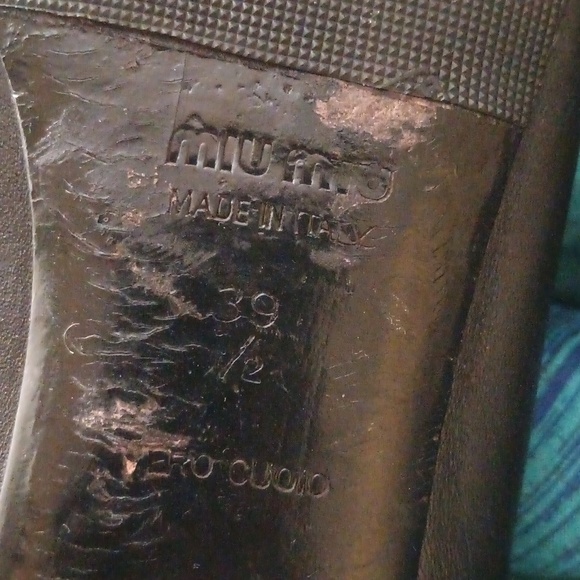 miu miu
MADE IN ITALY
39
1/2
VERO CUOIO